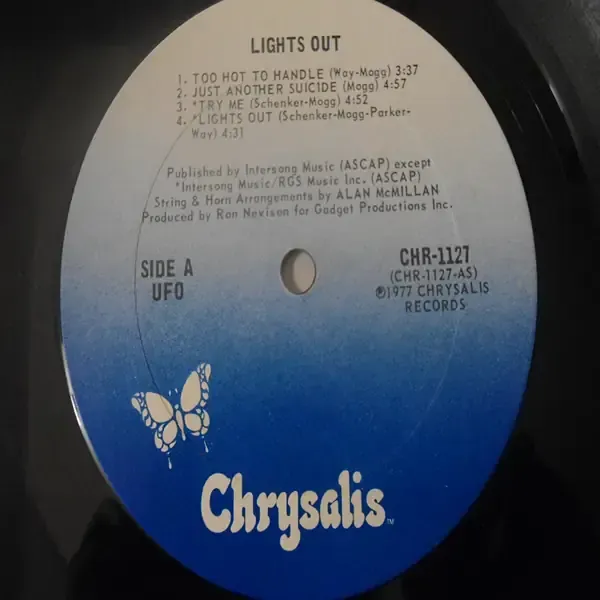 LIGHTS OUT
1. TOO HOT TO HANDLE (Way-Mogg) 3:37
2. JUST ANOTHER SUICIDE (Mogg) 4:57
3. *TRY ME (Schenker-Mogg) 4:52
4. *LIGHTS OUT (Schenker-Mogg-Parker-
Way) 4:31
Published by Intersong Music (ASCAP) except
*Intersong Music/RGS Music Inc. (ASCAP)
String & Horn Arrangements by ALAN McMILLAN
Produced by Ron Nevison for Gadget Productions Inc.
SIDE A
UFO
CHR-1127
(CHR-1127-AS)
℗1977 CHRYSALIS
RECORDS
Chrysalis TM